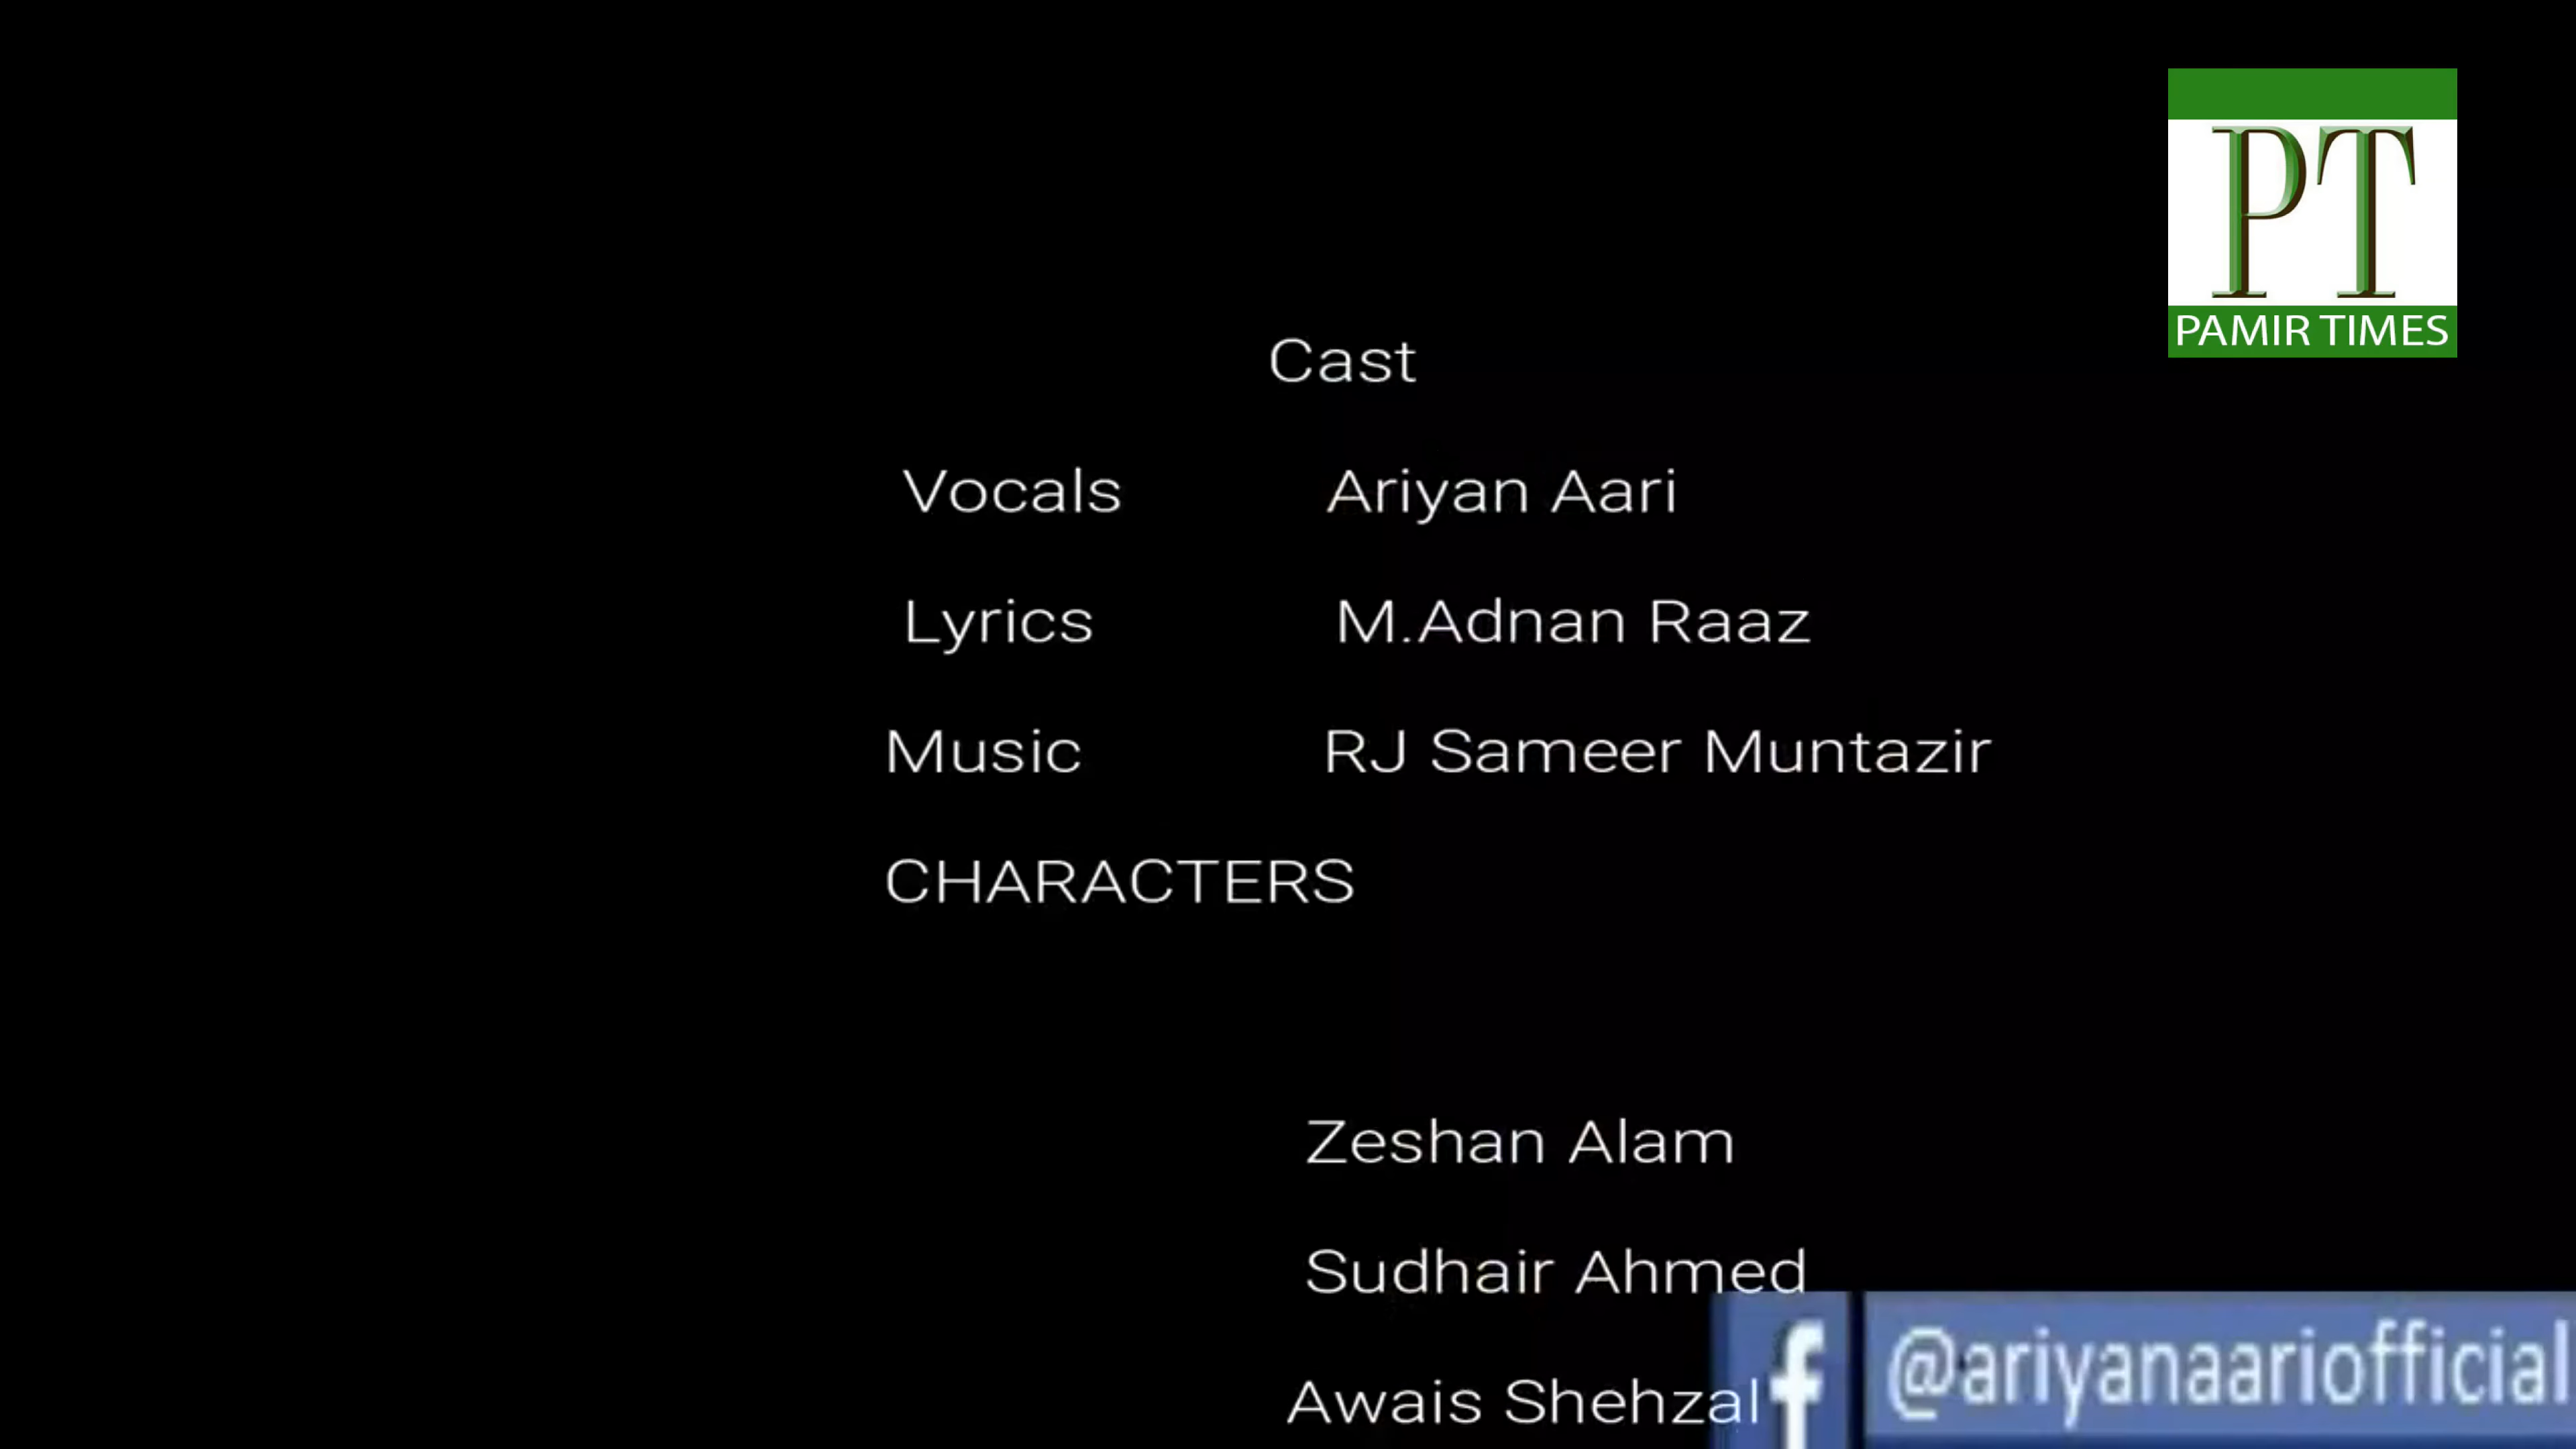 PT
PAMIR TIMES
Cast
Vocals Ariyan Aari
Lyrics M.Adnan Raaz
Music RJ Sameer Muntazir
CHARACTERS
Zeshan Alam
Sudhair Ahmed
Awais
f @ariyanaariofficial